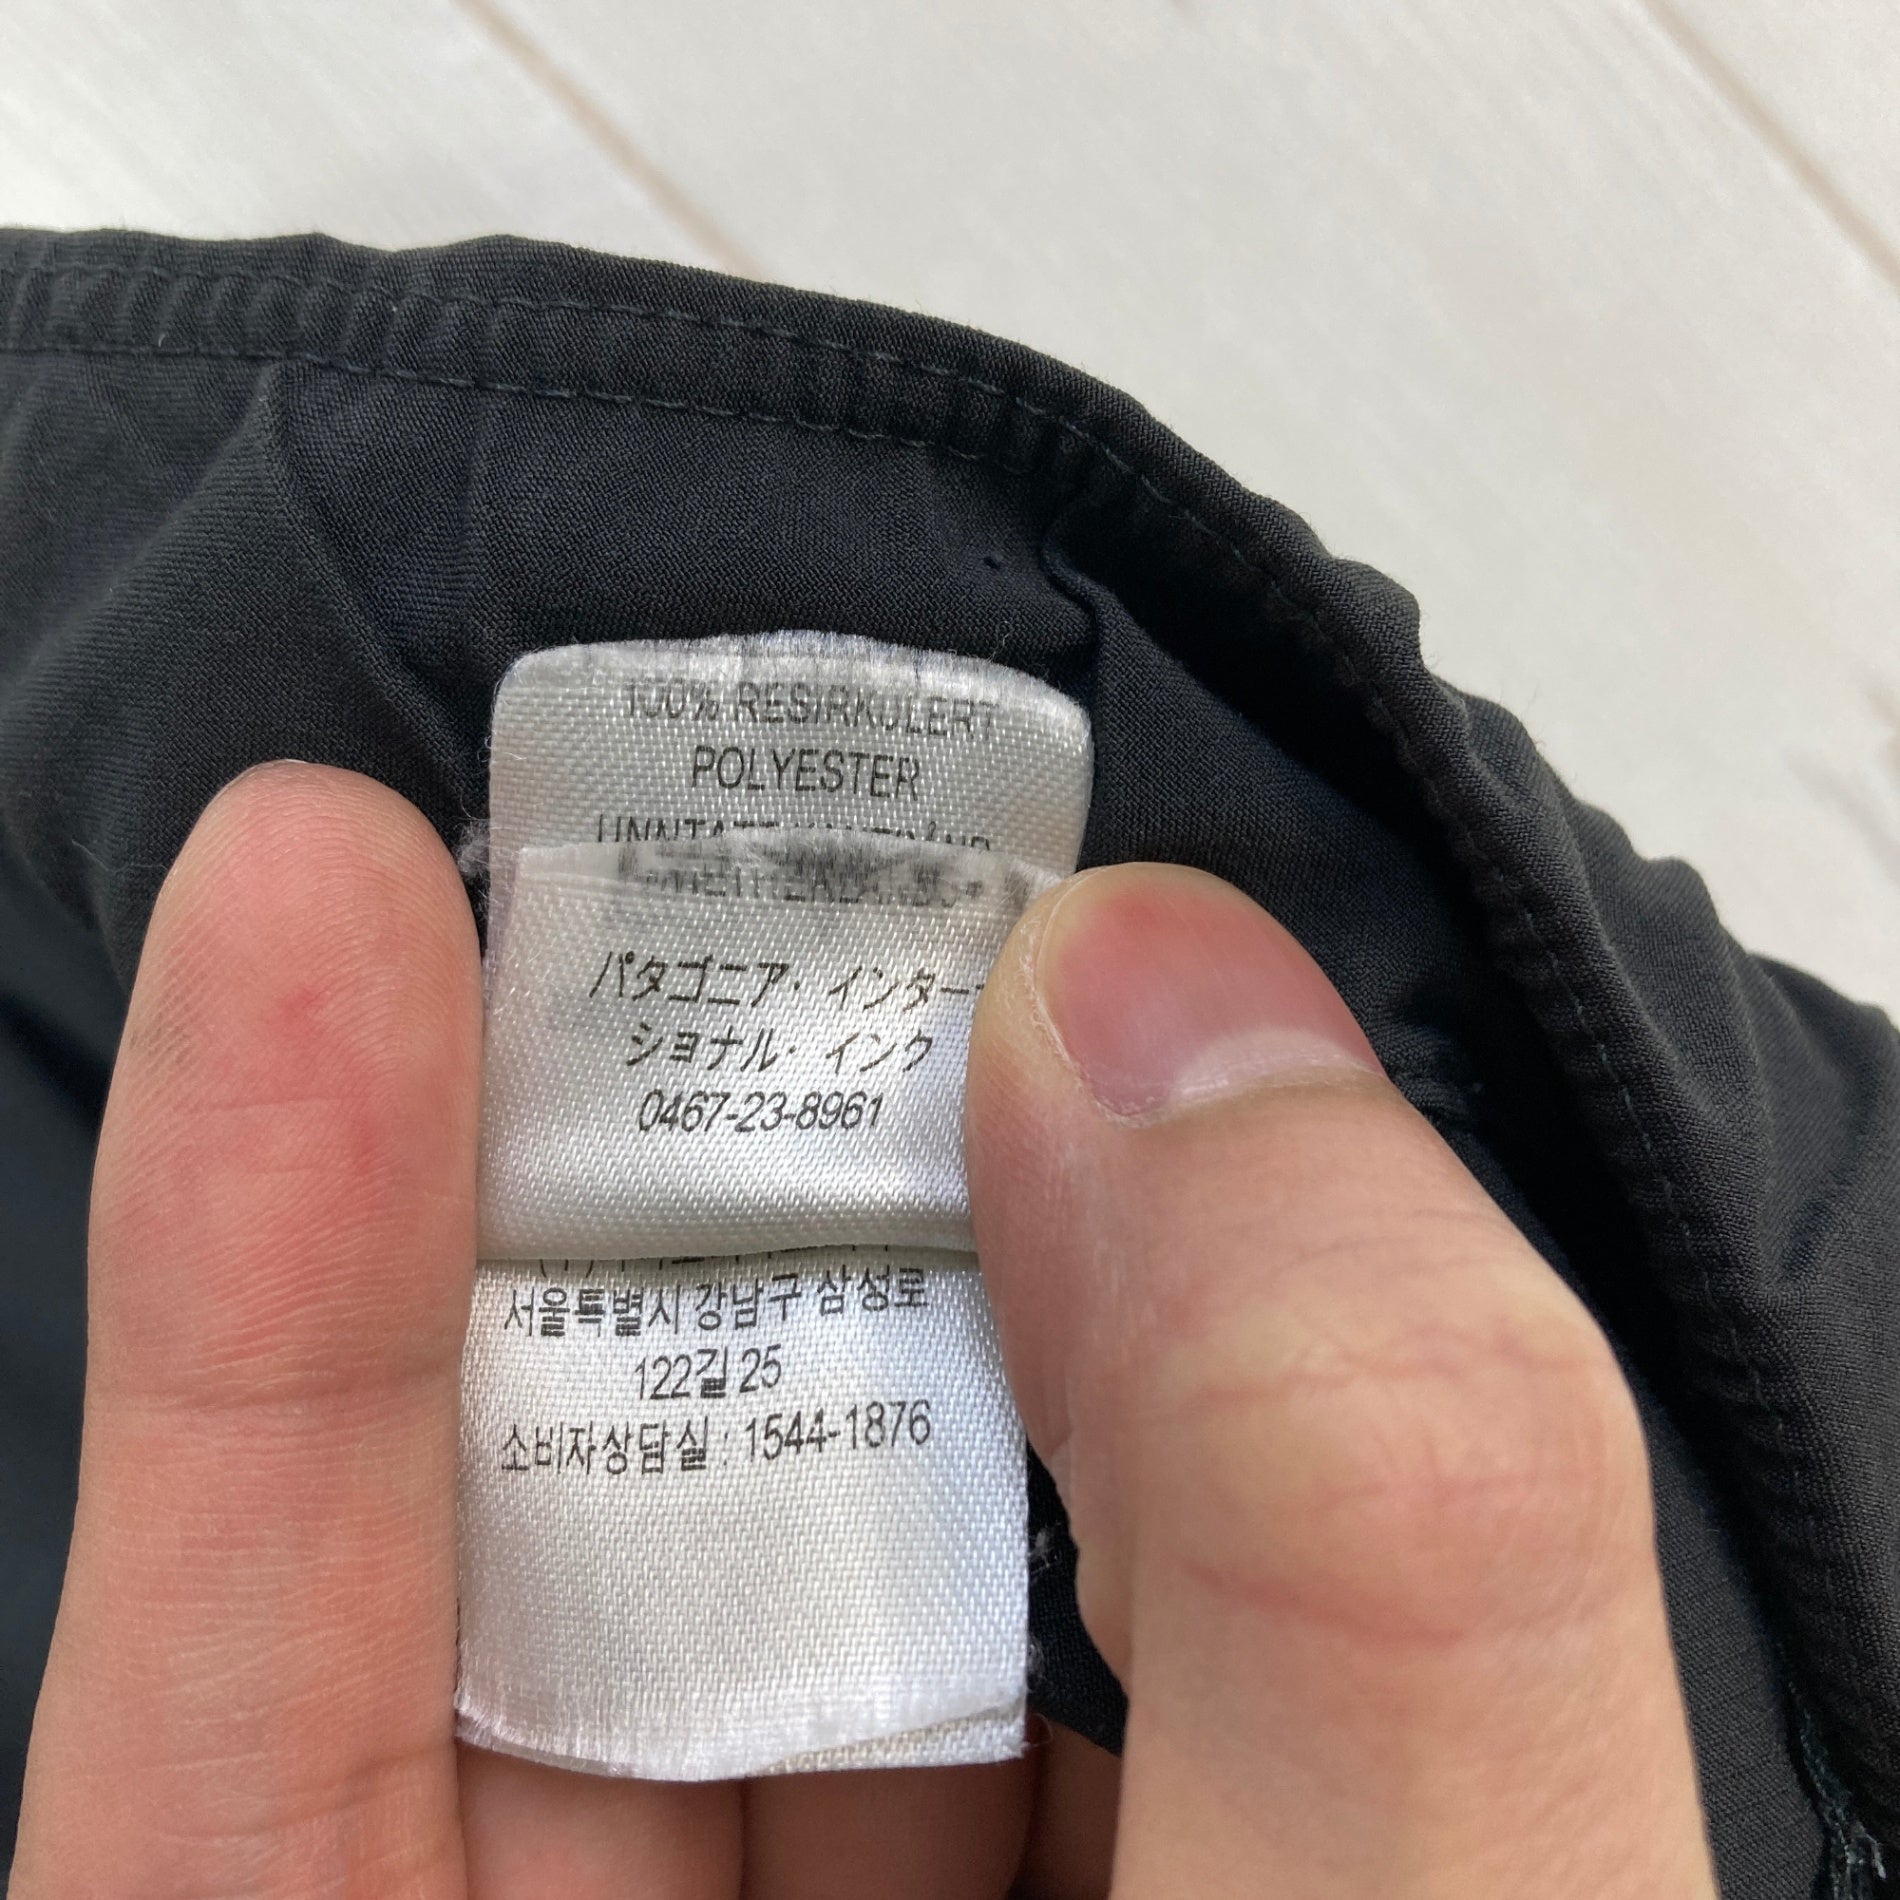 100% RESIRKULERT
POLYESTER
パタゴニア・インター
ショナル・インク
0467-23-8961
서울특별시 강남구 삼성로
122길 25
소비자상담실 : 1544-1876